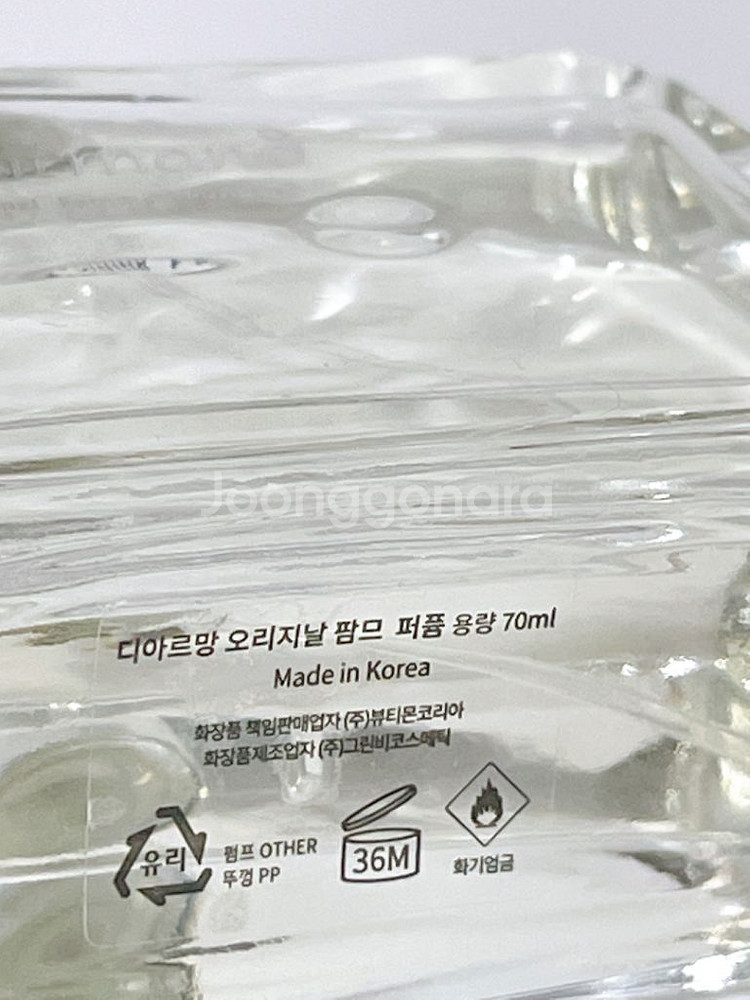 Joonggonara
디아르망 오리지날 팜므 퍼퓸 용량 70ml
Made in Korea
화장품 책임판매업자 (주)뷰티몬코리아
화장품제조업자 (주)그린비코스메틱
유리
펌프 OTHER
뚜껑 PP
36M
화기엄금